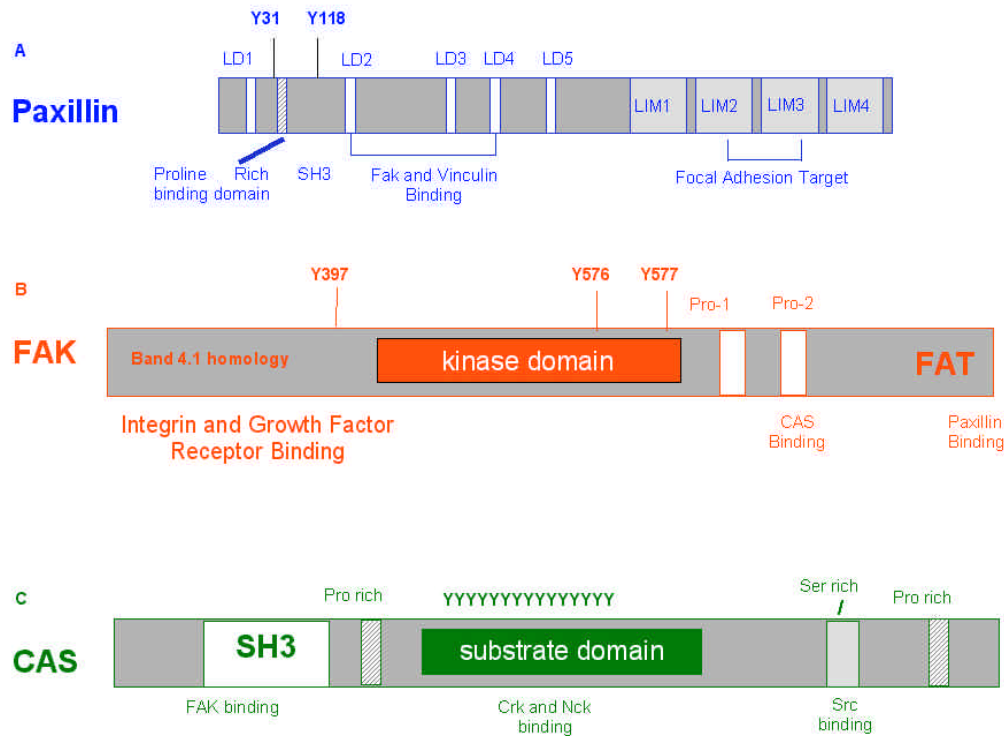 Y31 Y118
A
LD1 LD2 LD3 LD4 LD5
Paxillin
LIM1 LIM2 LIM3 LIM4
Proline Rich SH3
binding domain
Fak and Vinculin
Binding
Focal Adhesion Target
B
Y397 Y576 Y577
Pro-1 Pro-2
FAK
Band 4.1 homology
kinase domain
FAT
Integrin and Growth Factor
Receptor Binding
CAS
Binding
Paxillin
Binding
C
Pro rich
YYYYYYYYYYYYYYY
Ser rich
Pro rich
CAS
SH3
substrate domain
FAK binding
Crk and Nck
binding
Src
binding